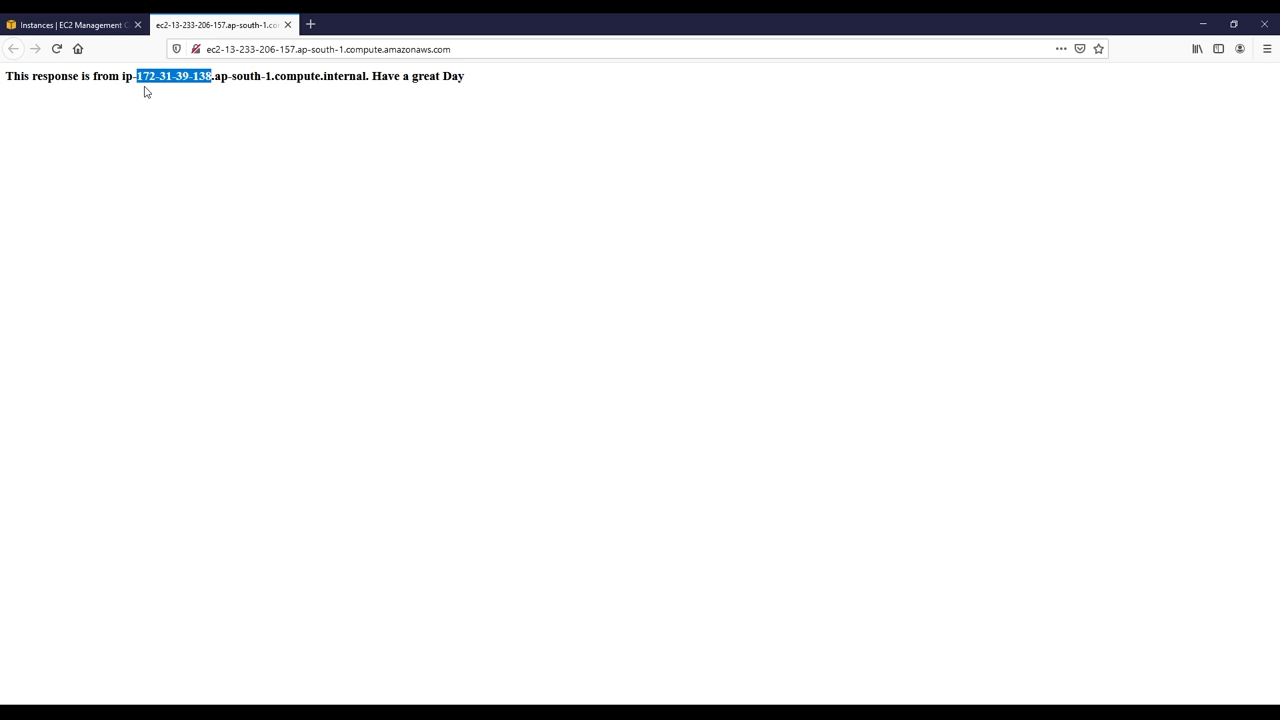 Instances | EC2 Management C
ec2-13-233-206-157.ap-south-1.co
ec2-13-233-206-157.ap-south-1.compute.amazonaws.com
This response is from ip-172-31-39-138.ap-south-1.compute.internal. Have a great Day